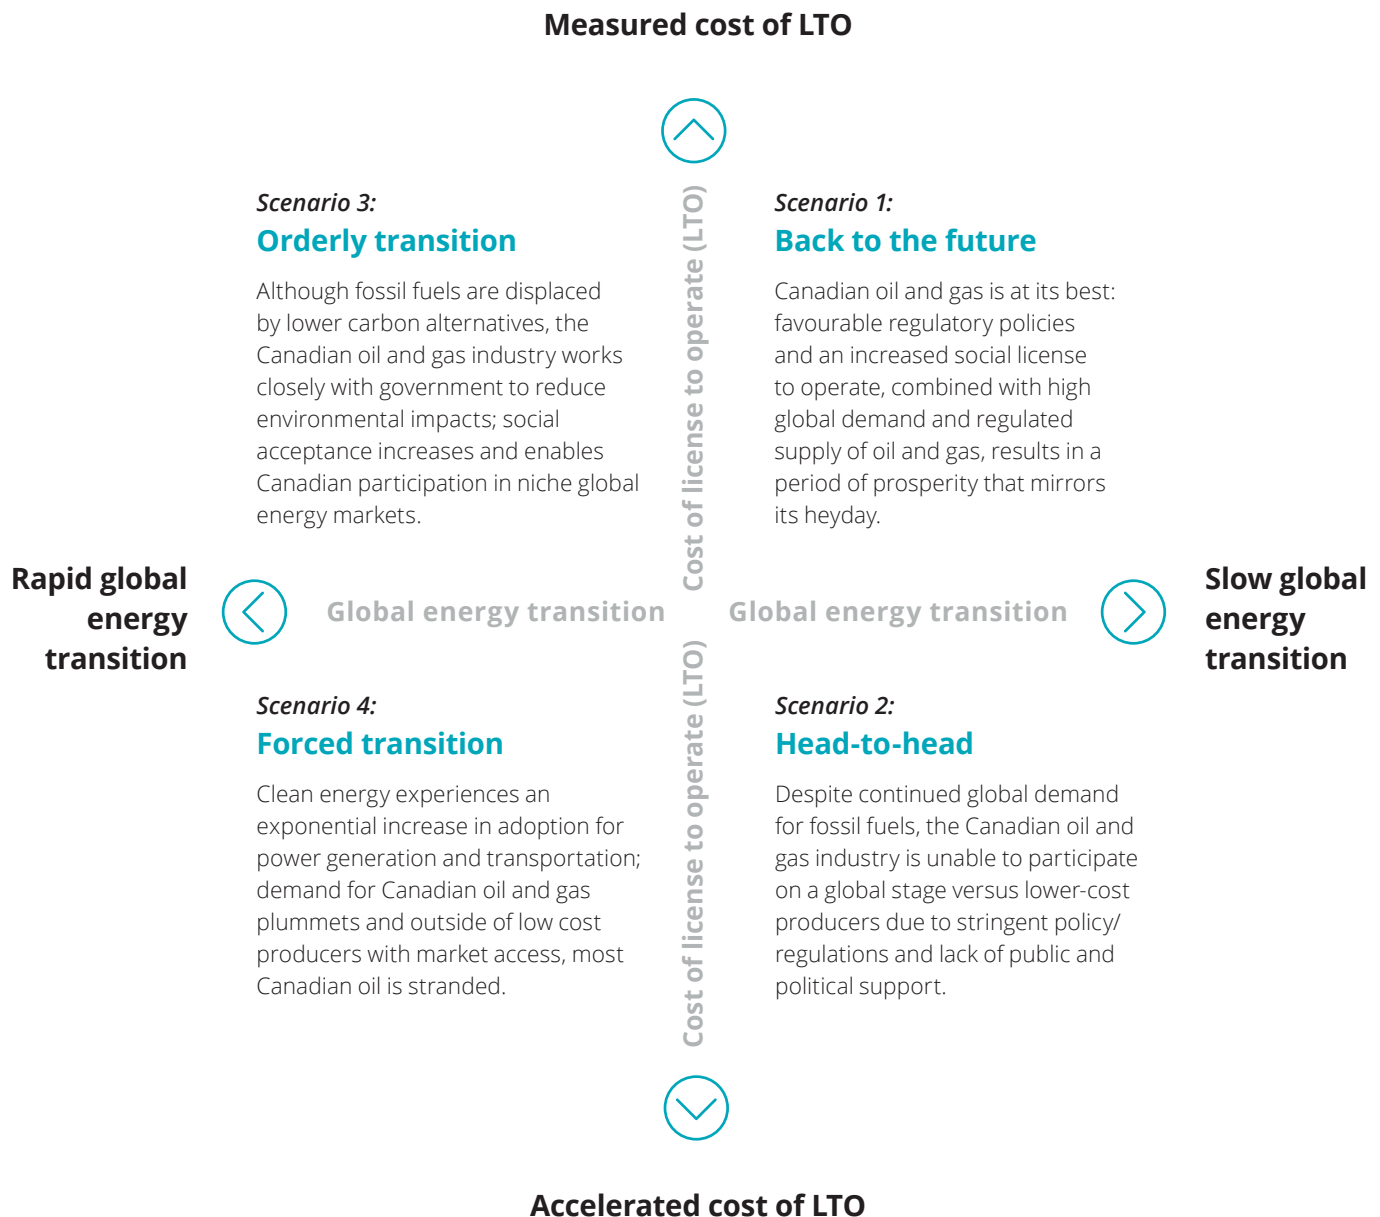 Measured cost of LTO
Scenario 3:
Orderly transition
Although fossil fuels are displaced
by lower carbon alternatives, the
Canadian oil and gas industry works
closely with government to reduce
environmental impacts; social
acceptance increases and enables
Canadian participation in niche global
energy markets.
Cost of license to operate (LTO)
Scenario 1:
Back to the future
Canadian oil and gas is at its best:
favourable regulatory policies
and an increased social license
to operate, combined with high
global demand and regulated
supply of oil and gas, results in a
period of prosperity that mirrors
its heyday.
Rapid global
energy
transition
Global energy transition
Global energy transition
Slow global
energy
transition
Scenario 4:
Forced transition
Clean energy experiences an
exponential increase in adoption for
power generation and transportation;
demand for Canadian oil and gas
plummets and outside of low cost
producers with market access, most
Canadian oil is stranded.
Cost of license to operate (LTO)
Scenario 2:
Head-to-head
Despite continued global demand
for fossil fuels, the Canadian oil and
gas industry is unable to participate
on a global stage versus lower-cost
producers due to stringent policy/
regulations and lack of public and
political support.
Accelerated cost of LTO